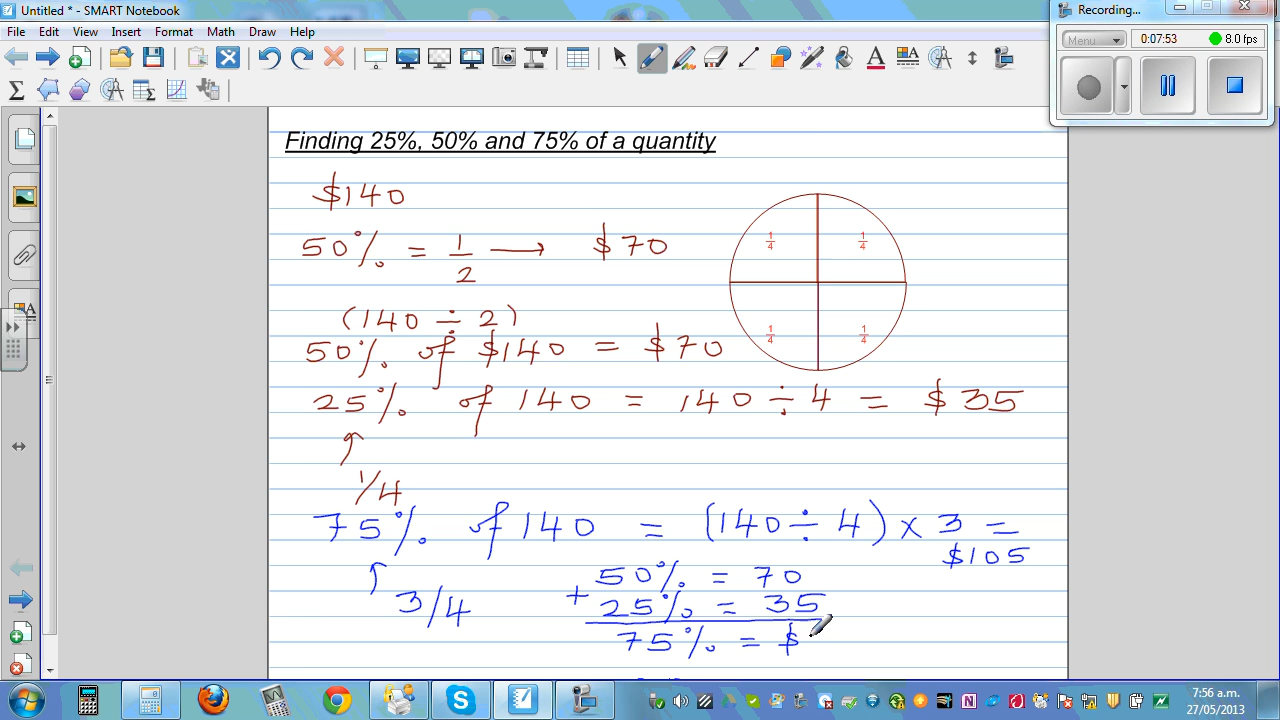 Untitled * - SMART Notebook
File Edit View Insert Format Math Draw Help
Recording...
Menu
0:07:53
8.0 fps
Finding 25%, 50% and 75% of a quantity
$140
50% = 1/2 → $70
(140 ÷ 2)
50% of $140 = $70
25% of 140 = 140 ÷ 4 = $35
1/4
75% of 140 = (140 ÷ 4) × 3 =
$105
3/4
50% = 70
+ 25% = 35
75% = $
1/4 1/4
1/4 1/4
7:56 a.m.
27/05/2013